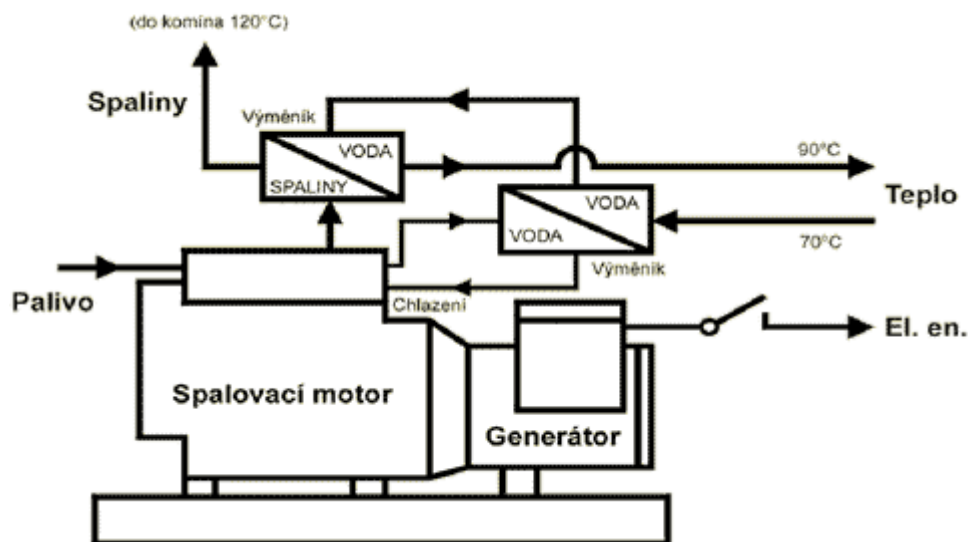 (do komína 120°C)
Spaliny
Výměník
VODA
SPALINY
90°C
Teplo
VODA
VODA
70°C
Výměník
Palivo
Chlazení
El. en.
Spalovací motor
Generátor